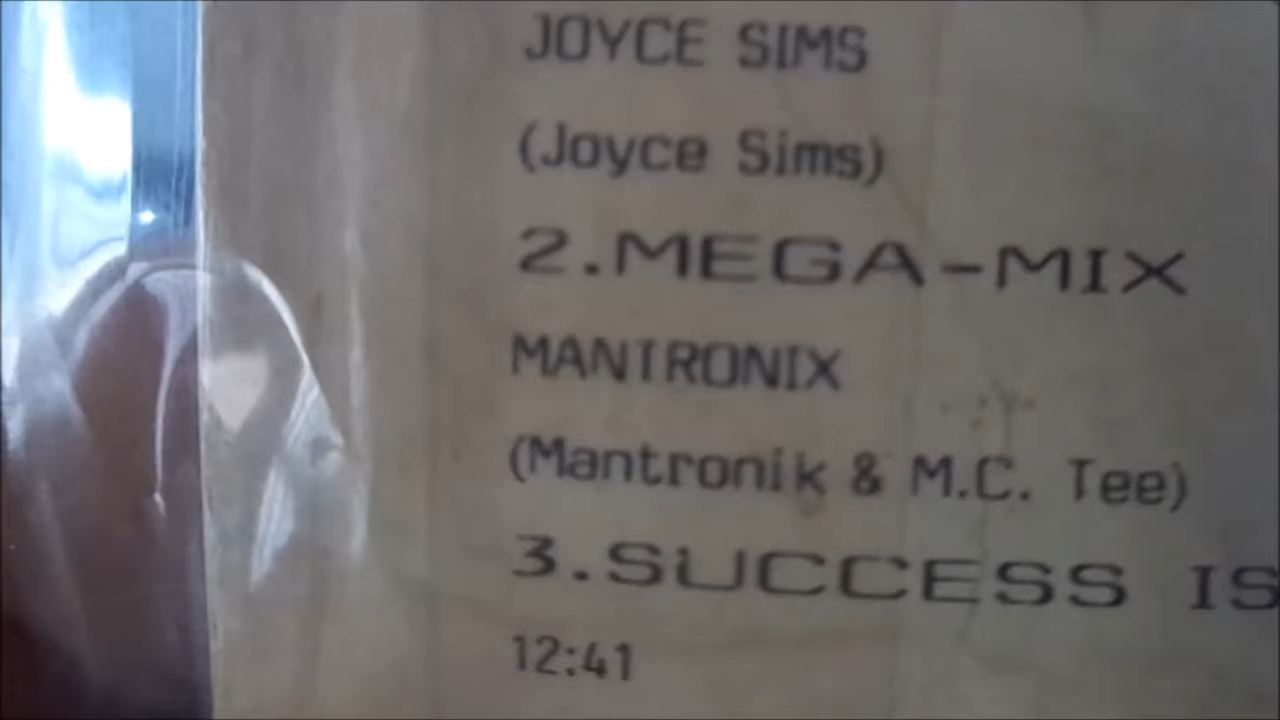 JOYCE SIMS
(Joyce Sims)
2.MEGA-MIX
MANTRONIX
(Mantronik & M.C. Tee)
3.SUCCESS IS
12:41